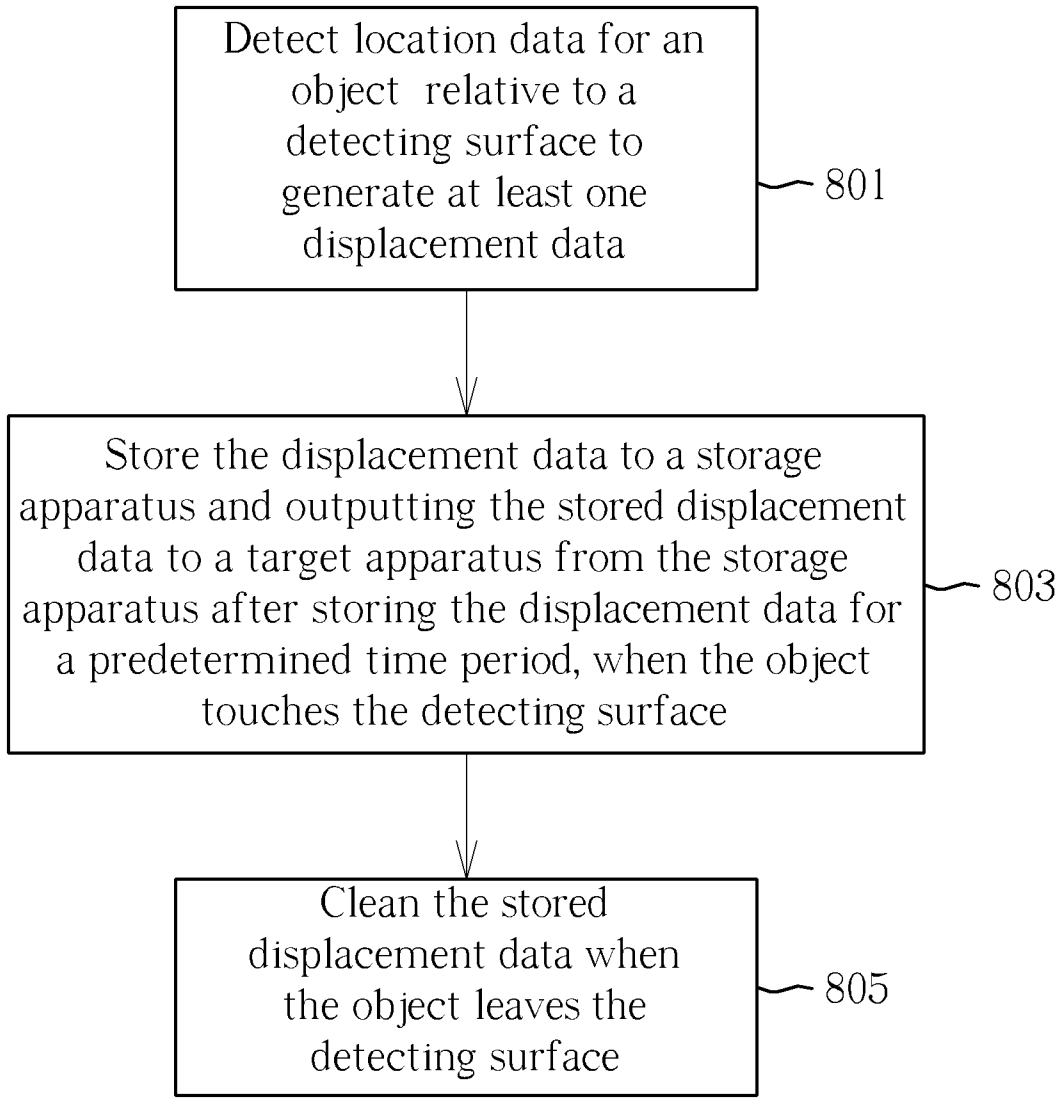 Detect location data for an
object relative to a
detecting surface to
generate at least one
displacement data
801
Store the displacement data to a storage
apparatus and outputting the stored displacement
data to a target apparatus from the storage
apparatus after storing the displacement data for
a predetermined time period, when the object
touches the detecting surface
803
Clean the stored
displacement data when
the object leaves the
detecting surface
805